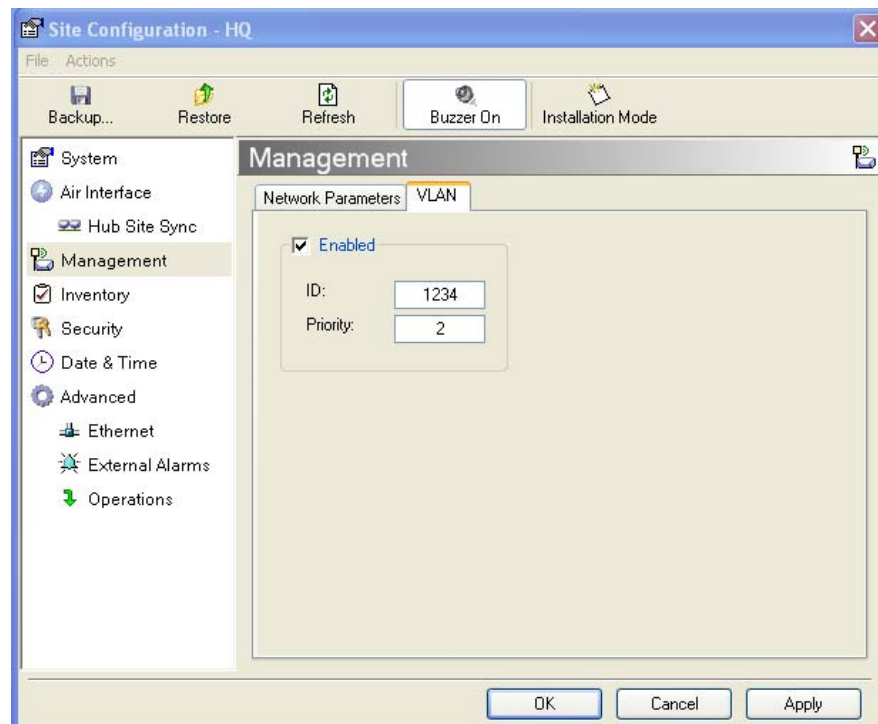 Site Configuration - HQ
File Actions
Backup... Restore Refresh Buzzer On Installation Mode
System
Air Interface
Hub Site Sync
Management
Inventory
Security
Date & Time
Advanced
Ethernet
External Alarms
Operations
Management
Network Parameters VLAN
Enabled
ID: 1234
Priority: 2
OK Cancel Apply